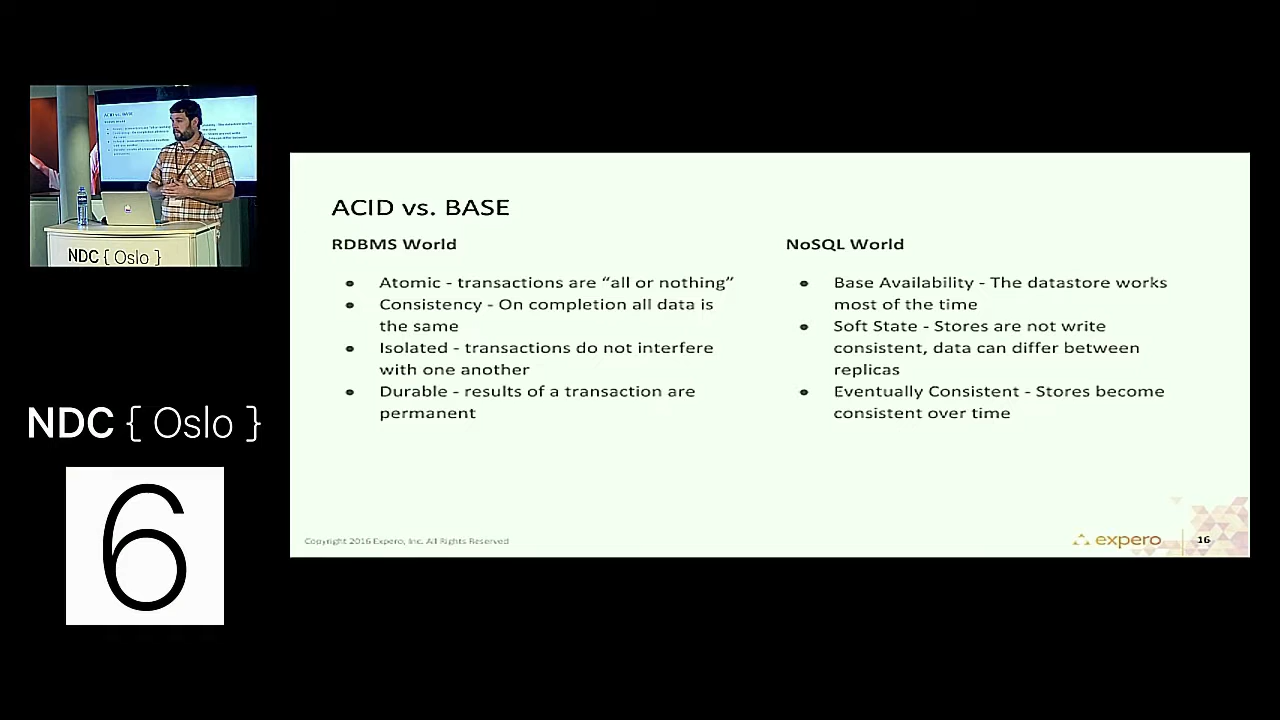 ACID vs. BASE
RDBMS World
● Atomic - transactions are “all or nothing”
● Consistency - On completion all data is
the same
● Isolated - transactions do not interfere
with one another
● Durable - results of a transaction are
permanent
NoSQL World
● Base Availability - The datastore works
most of the time
● Soft State - Stores are not write
consistent, data can differ between
replicas
● Eventually Consistent - Stores become
consistent over time
Copyright 2016 Expero, Inc. All Rights Reserved
expero
16
ACID vs. BASE
NDC { Oslo }
NDC { Oslo }
6